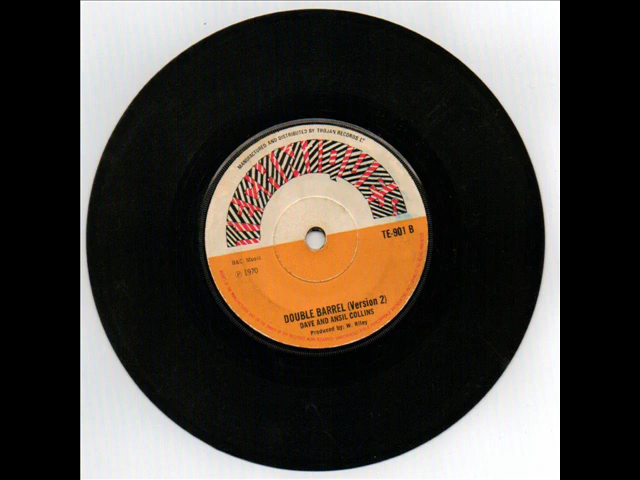 MANUFACTURED AND DISTRIBUTED BY TROJAN RECORDS LT
TECHNIQUES
TE-901 B
B&C Music
℗ 1970
DOUBLE BARREL (Version 2)
DAVE AND ANSIL COLLINS
Produced by: W. Riley